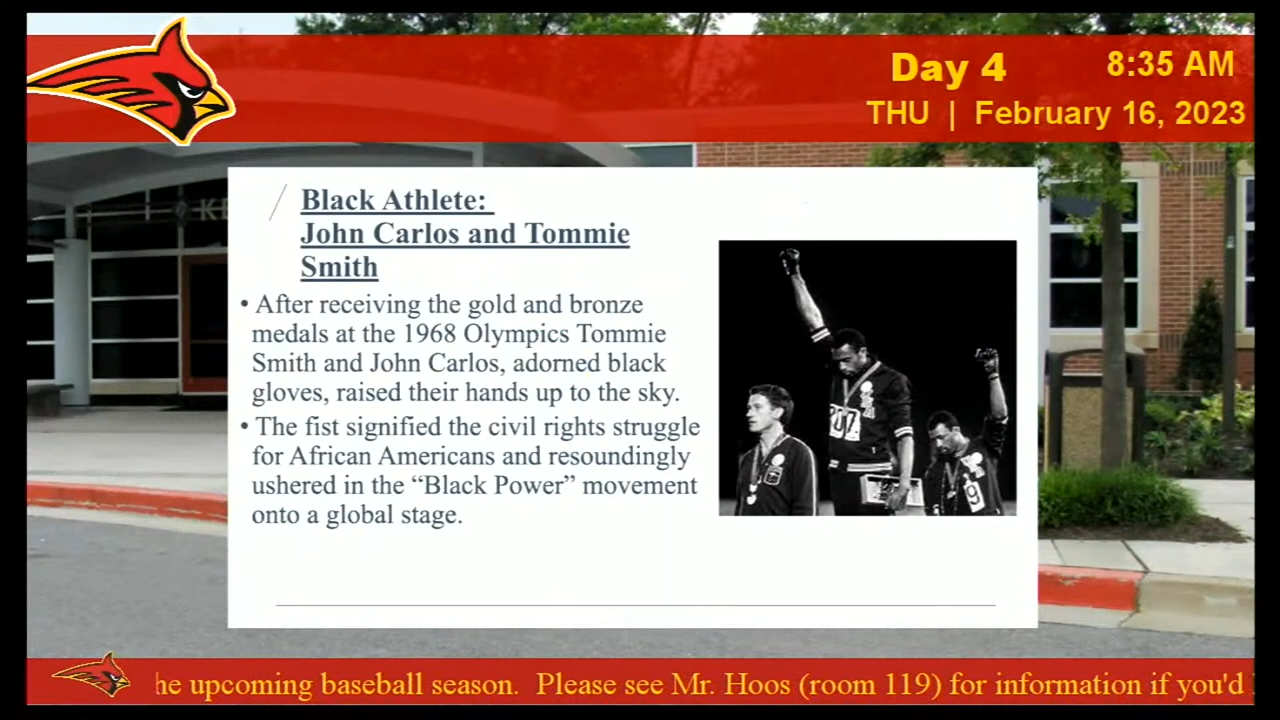 Day 4
8:35 AM
THU | February 16, 2023
Black Athlete:
John Carlos and Tommie
Smith
• After receiving the gold and bronze
medals at the 1968 Olympics Tommie
Smith and John Carlos, adorned black
gloves, raised their hands up to the sky.
• The fist signified the civil rights struggle
for African Americans and resoundingly
ushered in the “Black Power” movement
onto a global stage.
he upcoming baseball season.  Please see Mr. Hoos (room 119) for information if you'd